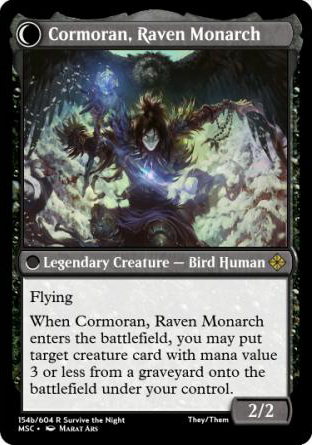 Cormoran, Raven Monarch
Legendary Creature — Bird Human
Flying
When Cormoran, Raven Monarch
enters the battlefield, you may put
target creature card with mana value
3 or less from a graveyard onto the
battlefield under your control.
2/2
154b/604 R Survive the Night They/Them
MSC • Marat Ars